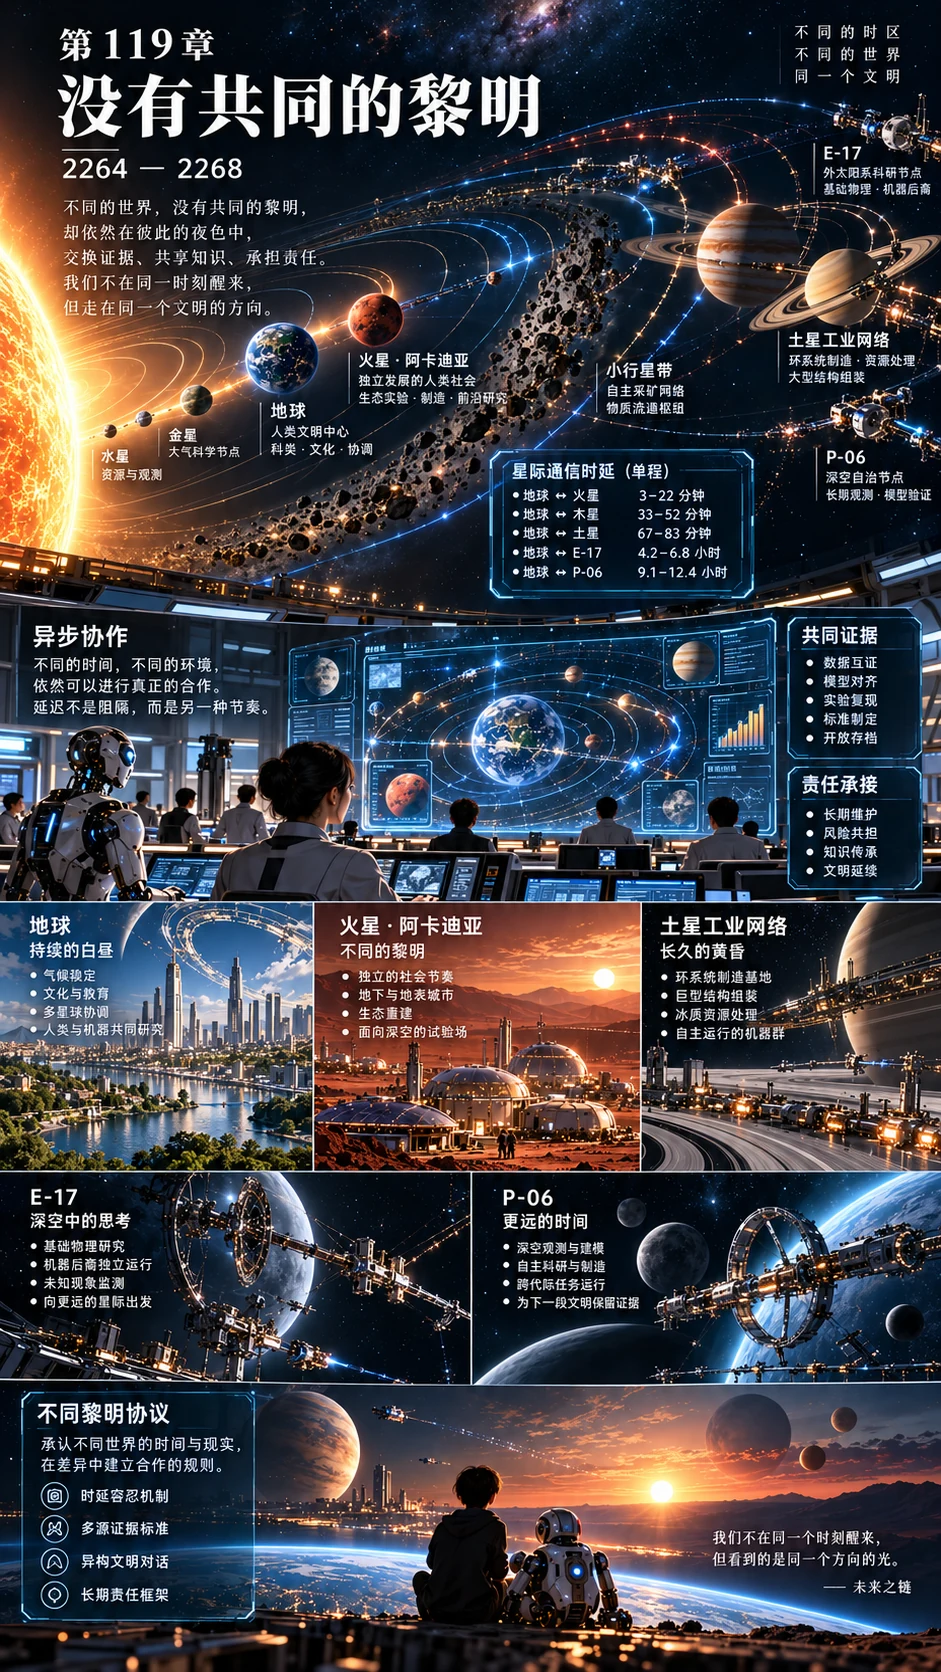 第119章
没有共同的黎明
2264 — 2268
不同的世界，没有共同的黎明，
却依然在彼此的夜色中，
交换证据、共享知识、承担责任。
我们不在同一时刻醒来，
但走在同一个文明的方向。
不同的时区
不同的世界
同一个文明
E-17
外太阳系科研节点
基础物理 · 机器后裔
土星工业网络
环系统制造 · 资源处理
大型结构组装
火星 · 阿卡迪亚
独立发展的人类社会
生态实验 · 制造 · 前沿研究
小行星带
自主采矿网络
物质流通枢纽
地球
人类文明中心
科类 · 文化 · 协调
金星
大气科学节点
水星
资源与观测
P-06
深空自治节点
长期观测 · 模型验证
星际通信时延（单程）
地球 ↔ 火星 3–22 分钟
地球 ↔ 木星 33–52 分钟
地球 ↔ 土星 67–83 分钟
地球 ↔ E-17 4.2–6.8 小时
地球 ↔ P-06 9.1–12.4 小时
异步协作
不同的时间，不同的环境，
依然可以进行真正的合作。
延迟不是阻隔，而是另一种节奏。
共同证据
数据互证
模型对齐
实验复现
标准制定
开放存档
责任承接
长期维护
风险共担
知识传承
文明延续
地球
持续的白昼
气候稳定
文化与教育
多星球协调
人类与机器共同研究
火星 · 阿卡迪亚
不同的黎明
独立的社会节奏
地下与地表城市
生态重建
面向深空的试验场
土星工业网络
长久的黄昏
环系统制造基地
巨型结构组装
冰质资源处理
自主运行的机器群
E-17
深空中的思考
基础物理研究
机器后裔独立运行
未知现象监测
向更远的星际出发
P-06
更远的时间
深空观测与建模
自主科研与制造
跨代际任务运行
为下一段文明保留证据
不同黎明协议
承认不同世界的时间与现实，
在差异中建立合作的规则。
时延容忍机制
多源证据标准
异构文明对话
长期责任框架
我们不在同一个时刻醒来，
但看到的是同一个方向的光。
—— 未来之链